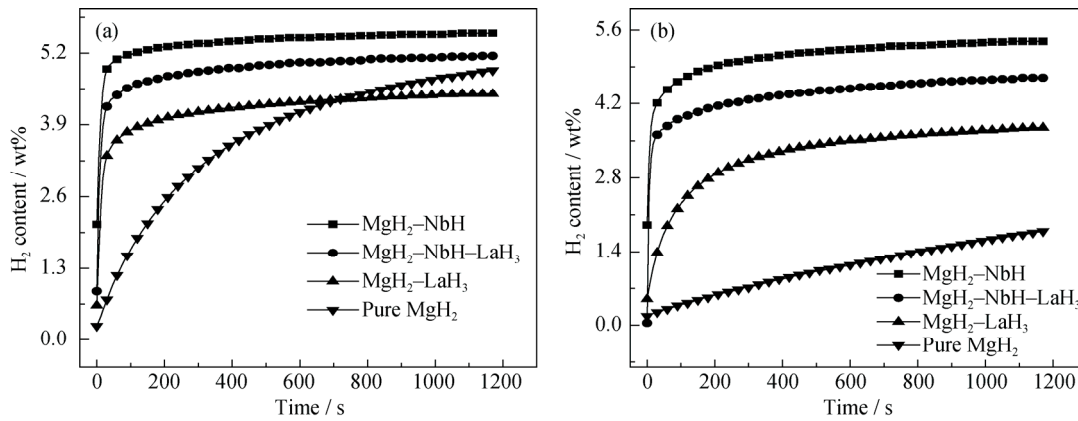 (a)
H₂ content / wt%
5.2
3.9
2.6
1.3
0.0
MgH₂–NbH
MgH₂–NbH–LaH₃
MgH₂–LaH₃
Pure MgH₂
0 200 400 600 800 1000 1200
Time / s
(b)
H₂ content / wt%
5.6
4.2
2.8
1.4
0.0
MgH₂–NbH
MgH₂–NbH–LaH₃
MgH₂–LaH₃
Pure MgH₂
0 200 400 600 800 1000 1200
Time / s